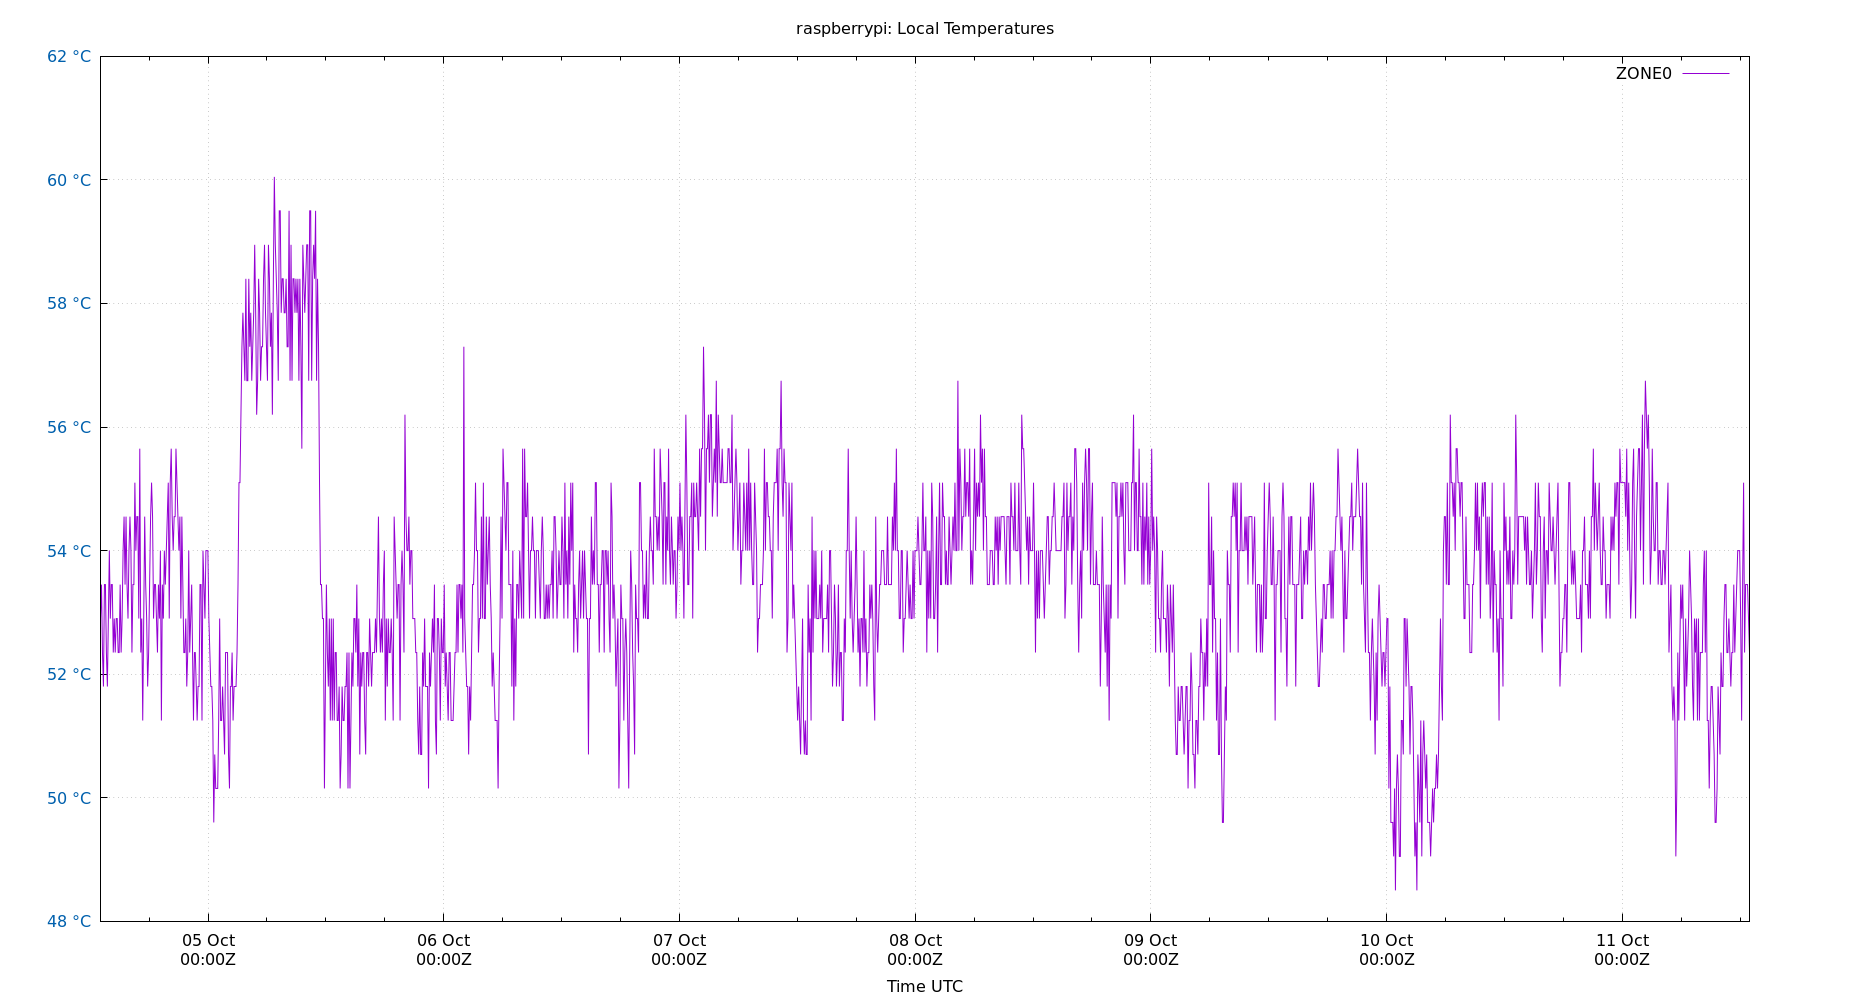 raspberrypi: Local Temperatures
62 °C
ZONE0
60 °C
58 °C
56 °C
54 °C
52 °C
50 °C
48 °C
05 Oct 06 Oct 07 Oct 08 Oct 09 Oct 10 Oct 11 Oct
00:00Z 00:00Z 00:00Z 00:00Z 00:00Z 00:00Z 00:00Z
Time UTC